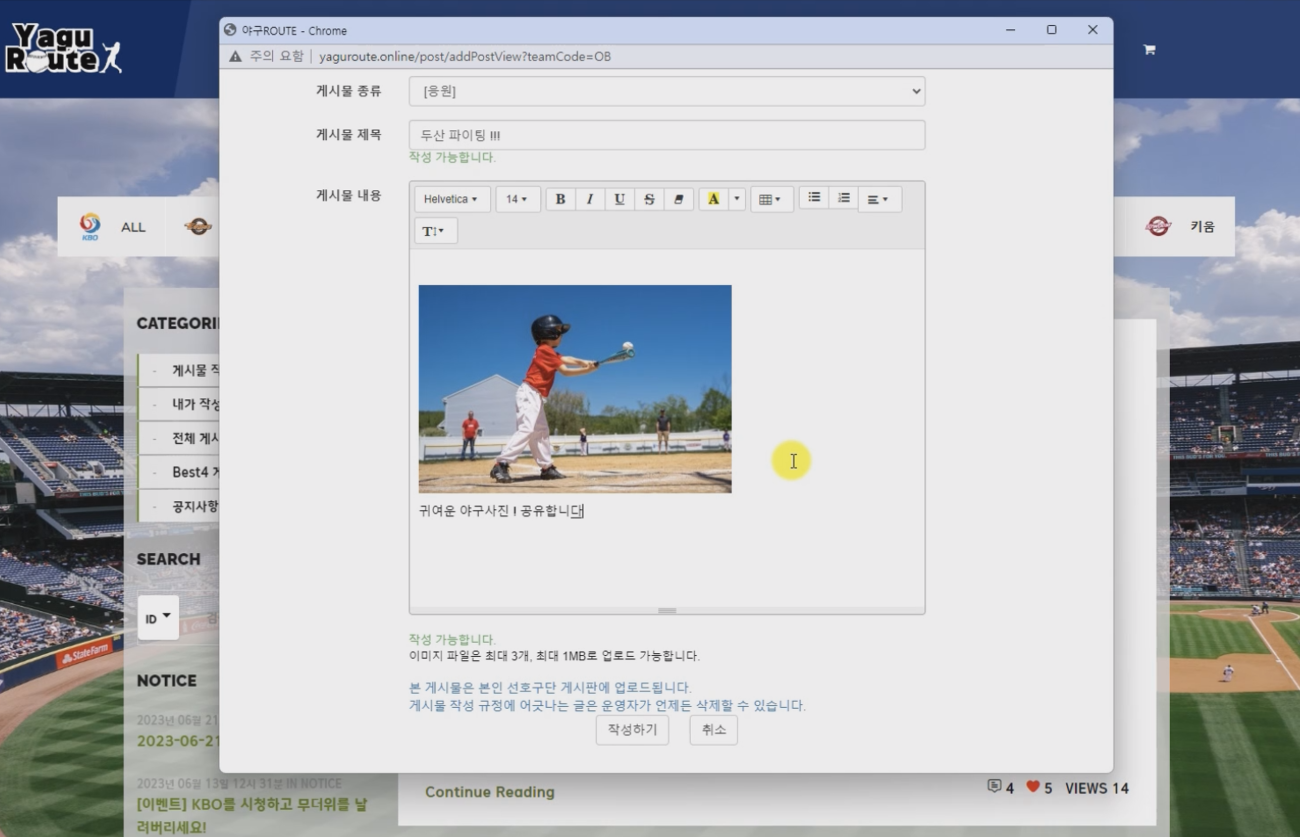 Yagu
Route
야구ROUTE - Chrome
주의 요함 | yaguroute.online/post/addPostView?teamCode=OB
게시물 종류
[응원]
게시물 제목
두산 파이팅 !!!
작성 가능합니다.
게시물 내용
Helvetica
14
B I U S A
T
귀여운 야구사진 ! 공유합니다
작성 가능합니다.
이미지 파일은 최대 3개, 최대 1MB로 업로드 가능합니다.
본 게시물은 본인 선호구단 게시판에 업로드됩니다.
게시물 작성 규정에 어긋나는 글은 운영자가 언제든 삭제할 수 있습니다.
작성하기
취소
KBO
ALL
키움
CATEGORI
- 게시물
- 내가 작성
- 전체 게시
- Best4
- 공지사항
SEARCH
ID
StateFarm
NOTICE
2023년 06월 21
2023-06-21
2023년 06월 13일 12시 31분 IN NOTICE
[이벤트] KBO를 시청하고 무더위를 날
려버리세요!
Continue Reading
4 5 VIEWS 14